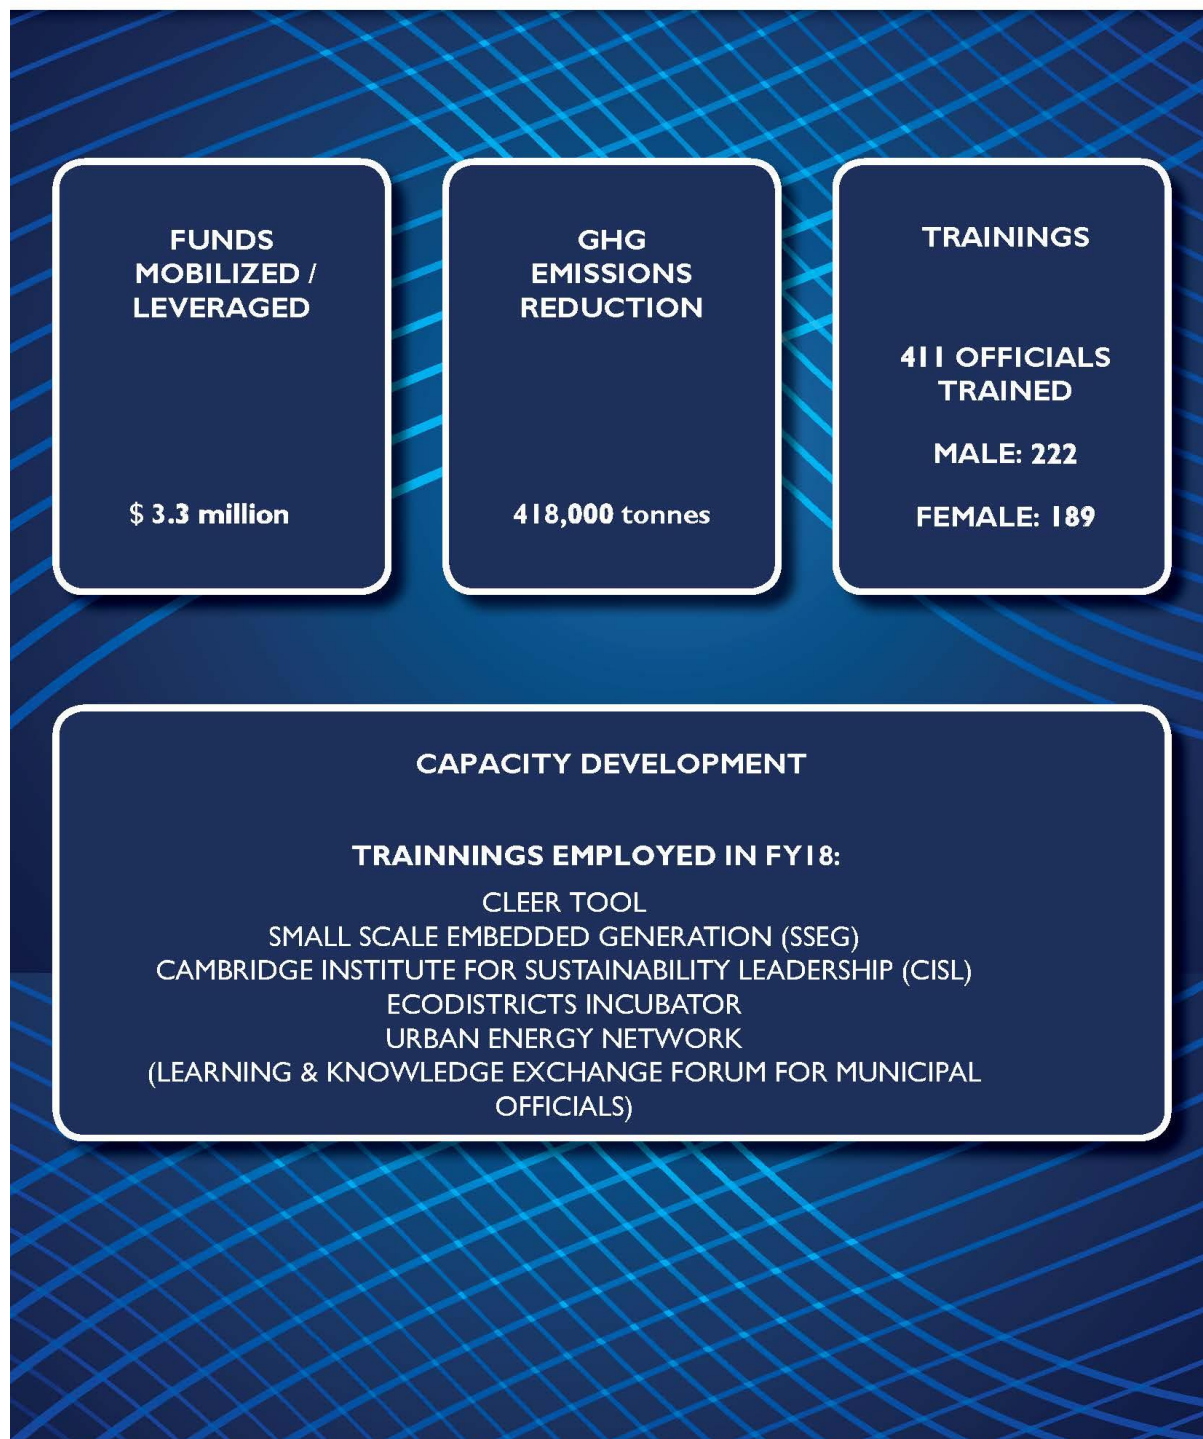 FUNDS
MOBILIZED /
LEVERAGED
$ 3.3 million
GHG
EMISSIONS
REDUCTION
418,000 tonnes
TRAININGS
411 OFFICIALS
TRAINED
MALE: 222
FEMALE: 189
CAPACITY DEVELOPMENT
TRAINNINGS EMPLOYED IN FY18:
CLEER TOOL
SMALL SCALE EMBEDDED GENERATION (SSEG)
CAMBRIDGE INSTITUTE FOR SUSTAINABILITY LEADERSHIP (CISL)
ECODISTRICTS INCUBATOR
URBAN ENERGY NETWORK
(LEARNING & KNOWLEDGE EXCHANGE FORUM FOR MUNICIPAL
OFFICIALS)